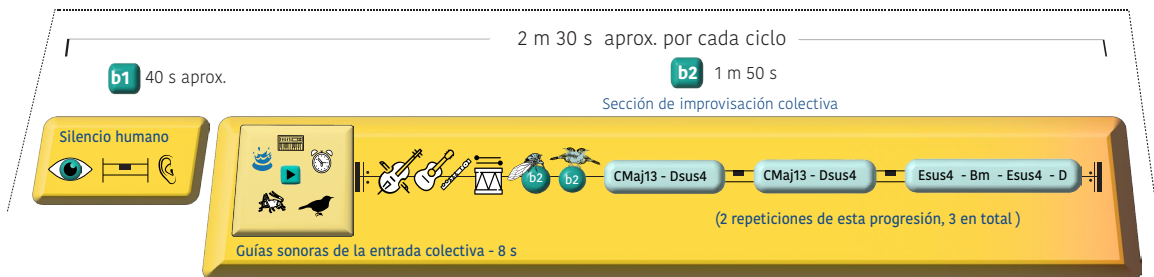 2 m 30 s aprox. por cada ciclo
b1 40 s aprox.
b2 1 m 50 s
Sección de improvisación colectiva
Silencio humano
b2 b2 CMaj13 - Dsus4 CMaj13 - Dsus4 Esus4 - Bm - Esus4 - D
(2 repeticiones de esta progresión, 3 en total )
Guías sonoras de la entrada colectiva - 8 s